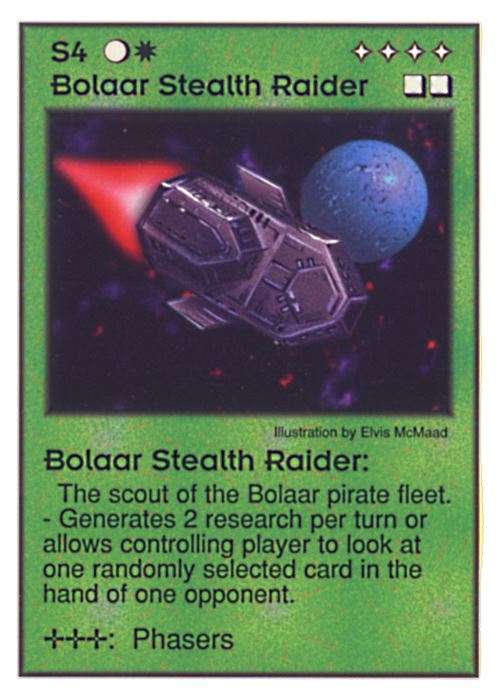 S4
Bolaar Stealth Raider
Illustration by Elvis McMaad
Bolaar Stealth Raider:
The scout of the Bolaar pirate fleet.
- Generates 2 research per turn or
allows controlling player to look at
one randomly selected card in the
hand of one opponent.
✛✛✛: Phasers